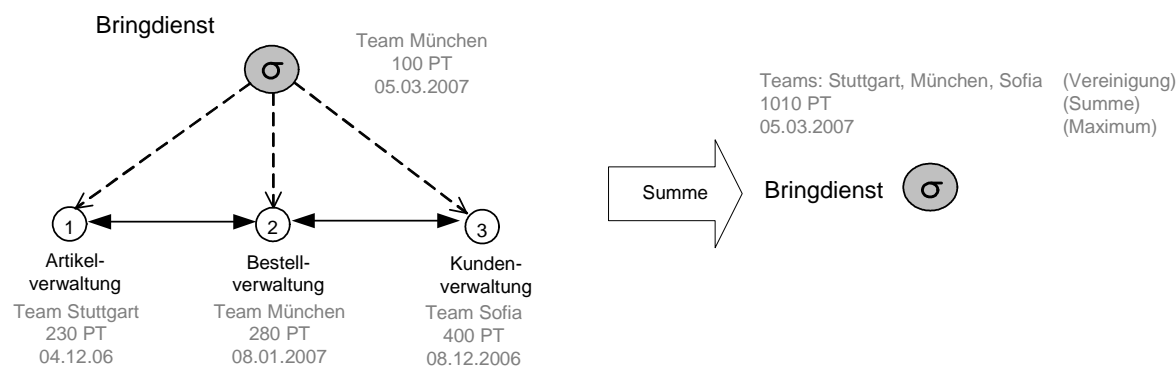 Bringdienst
σ
Team München
100 PT
05.03.2007
1
2
3
Artikel-
verwaltung
Team Stuttgart
230 PT
04.12.06
Bestell-
verwaltung
Team München
280 PT
08.01.2007
Kunden-
verwaltung
Team Sofia
400 PT
08.12.2006
Summe
Teams: Stuttgart, München, Sofia (Vereinigung)
1010 PT (Summe)
05.03.2007 (Maximum)
Bringdienst σ